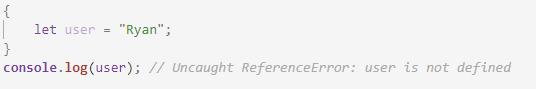 {
    let user = "Ryan";
}
console.log(user); // Uncaught ReferenceError: user is not defined